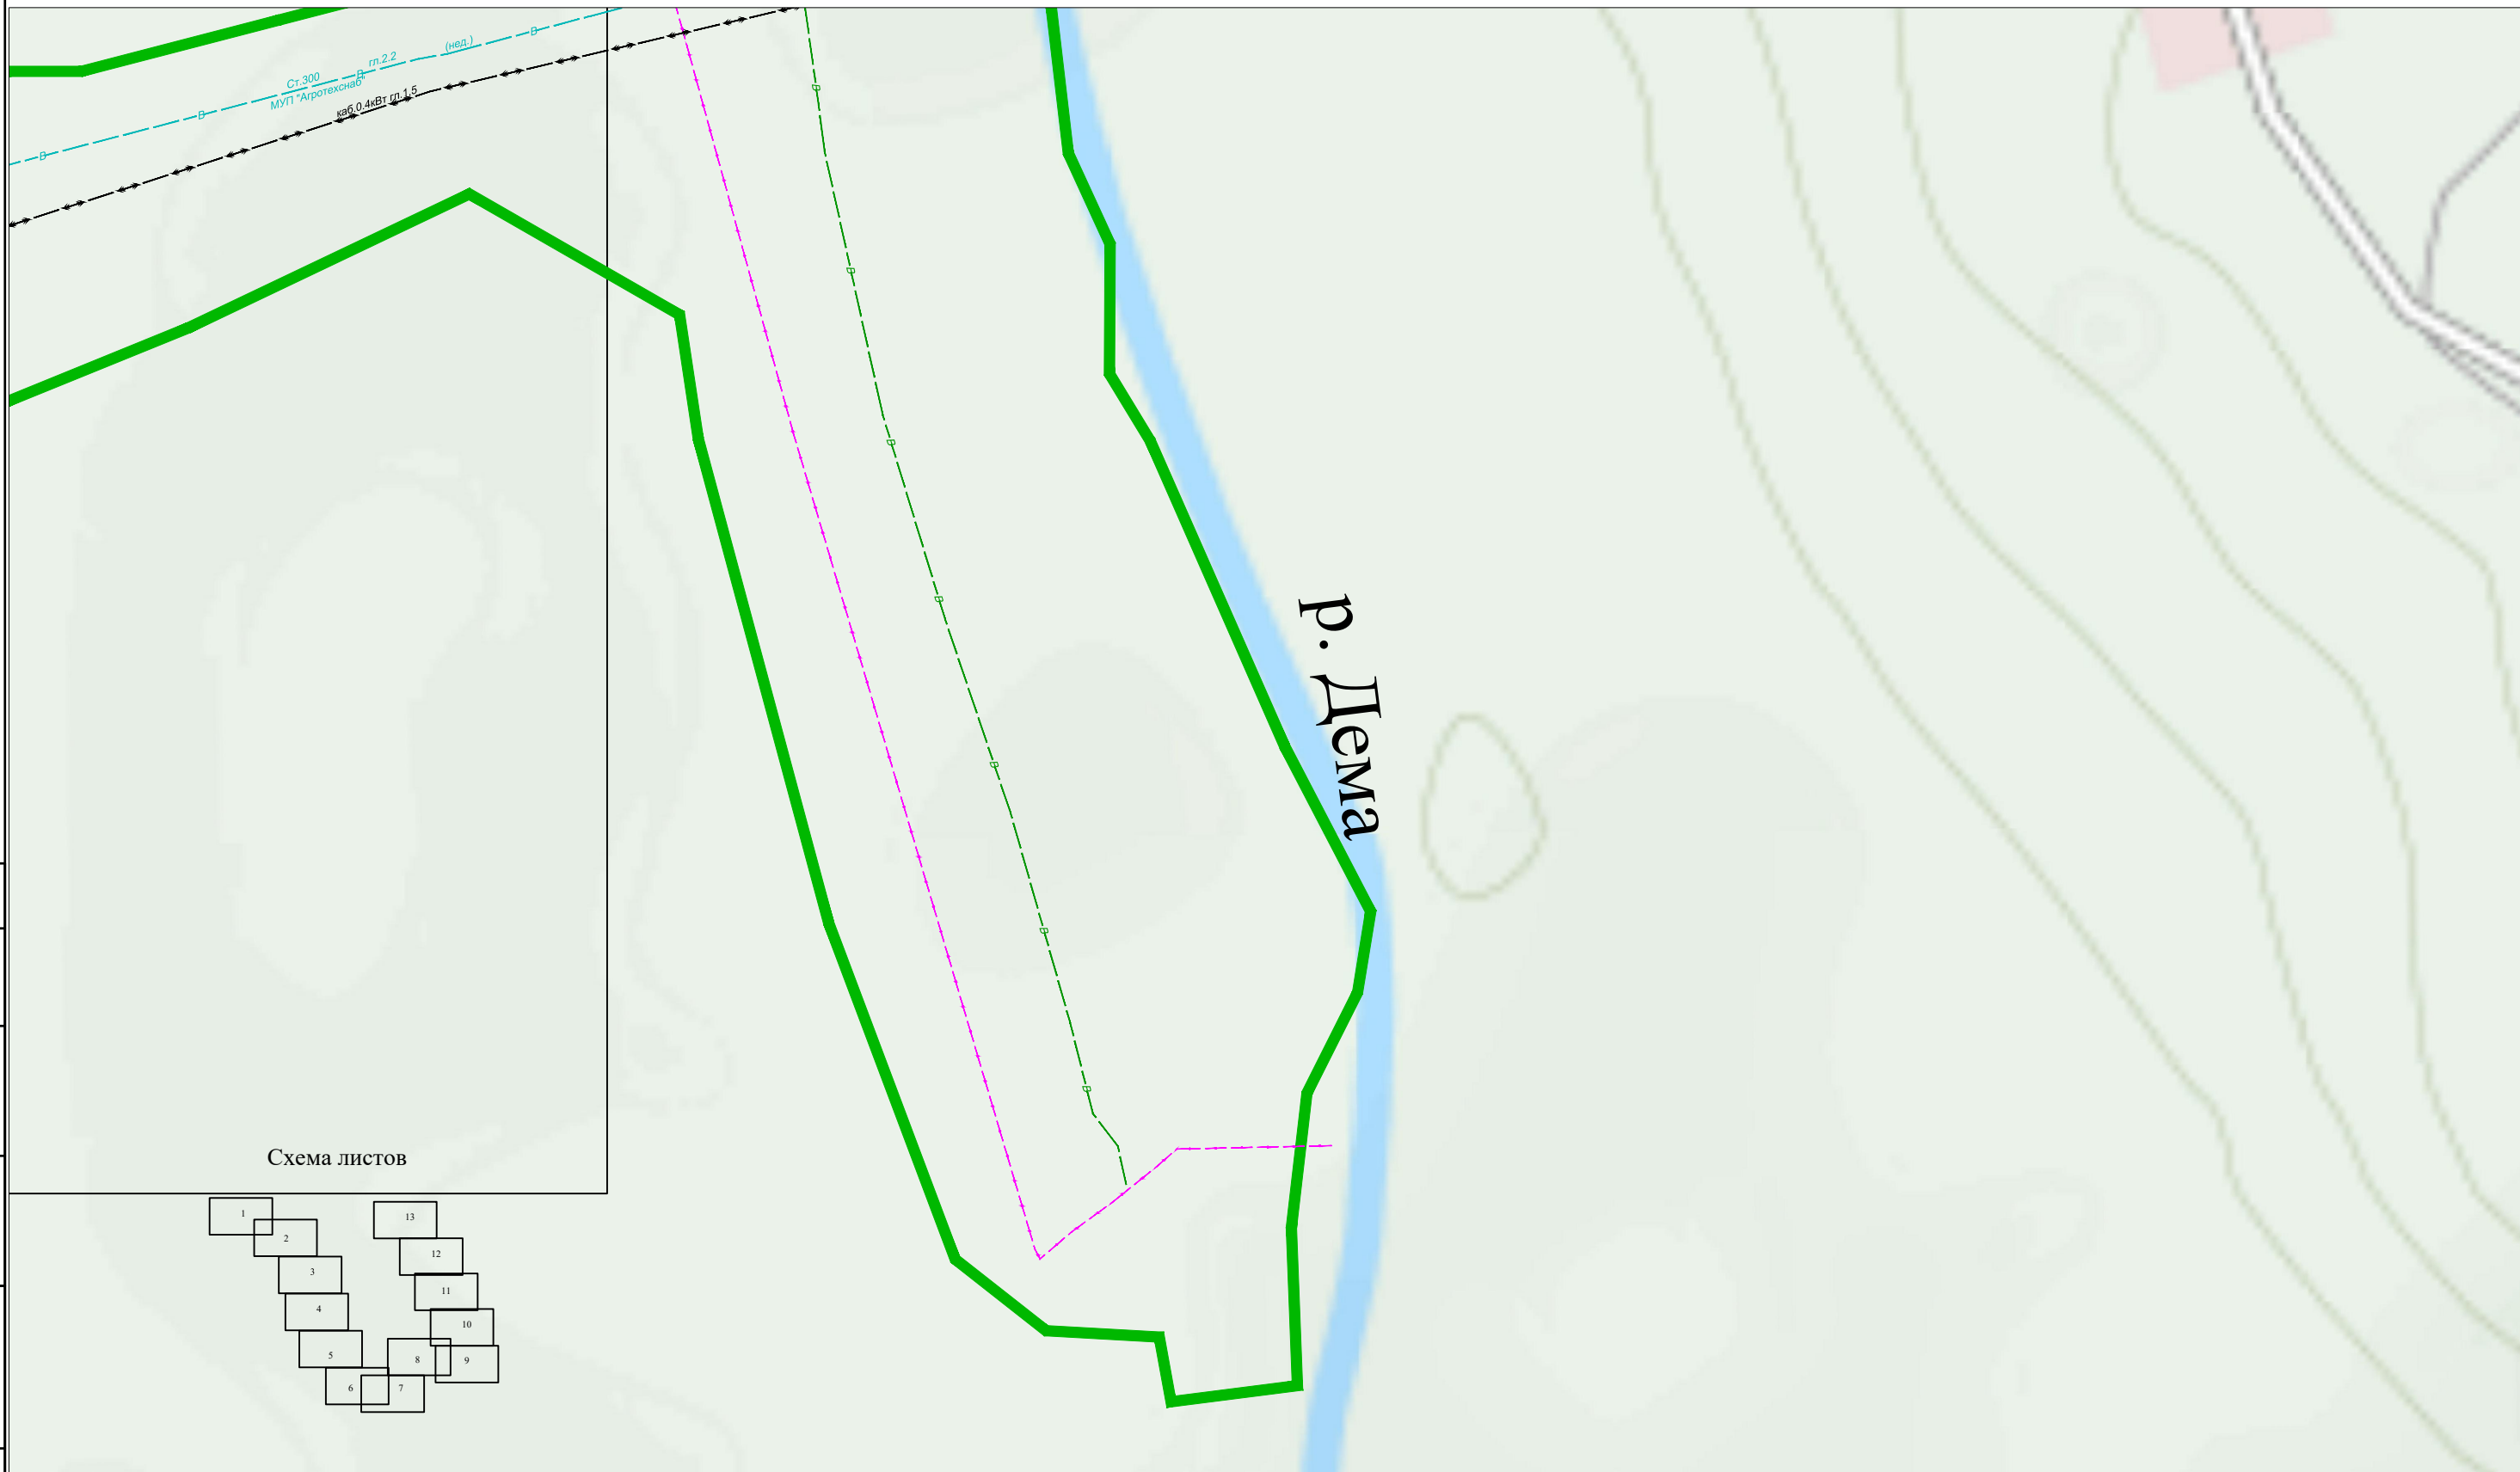 (нед.)
гл.2.2
Ст.300
МУП "Агротехснаб"
каб.0.4кВт гл.1,5
В
В
В
В
В
В
В
В
В
В
В
р. Дема
Схема листов
1
13
2
12
3
11
4
10
5
8
9
6
7